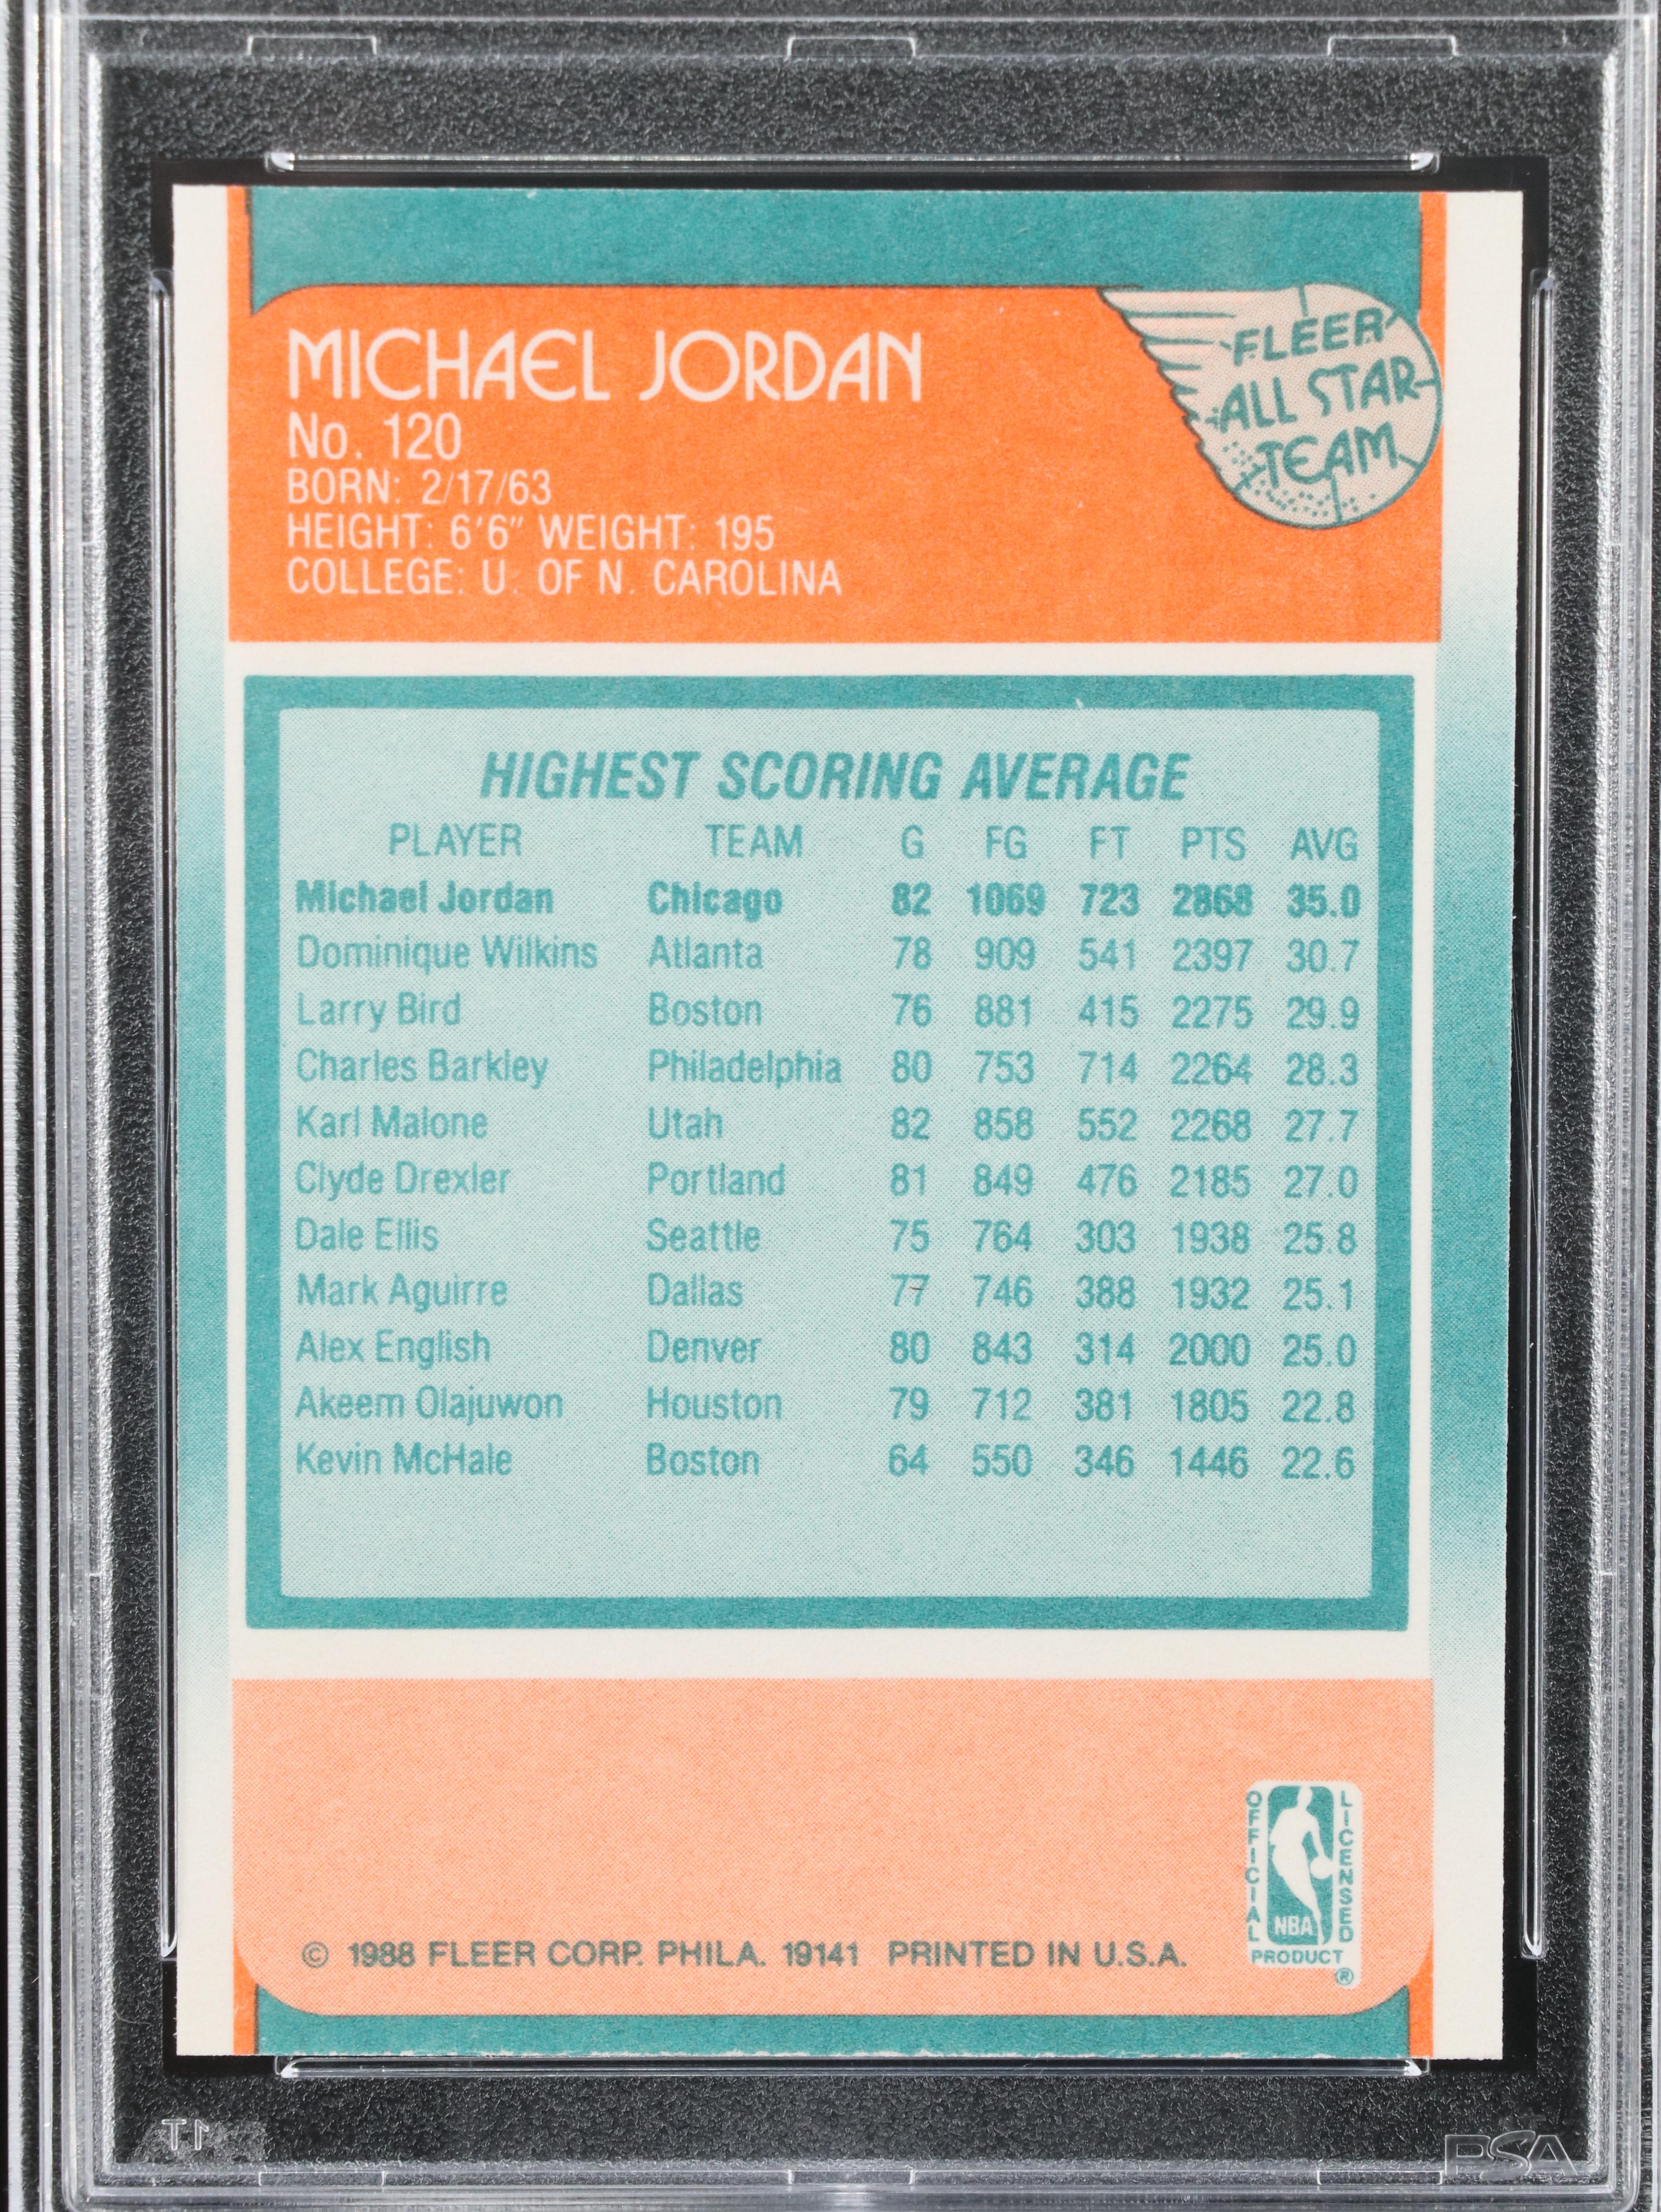 MICHAEL JORDAN
No. 120
BORN: 2/17/63
HEIGHT: 6'6" WEIGHT: 195
COLLEGE: U. OF N. CAROLINA
FLEER
ALL STAR
TEAM
HIGHEST SCORING AVERAGE
PLAYER TEAM G FG FT PTS AVG
Michael Jordan Chicago 82 1069 723 2868 35.0
Dominique Wilkins Atlanta 78 909 541 2397 30.7
Larry Bird Boston 76 881 415 2275 29.9
Charles Barkley Philadelphia 80 753 714 2264 28.3
Karl Malone Utah 82 858 552 2268 27.7
Clyde Drexler Portland 81 849 476 2185 27.0
Dale Ellis Seattle 75 764 303 1938 25.8
Mark Aguirre Dallas 77 746 388 1932 25.1
Alex English Denver 80 843 314 2000 25.0
Akeem Olajuwon Houston 79 712 381 1805 22.8
Kevin McHale Boston 64 550 346 1446 22.6
OFFICIAL
LICENSED
NBA
PRODUCT
®
© 1988 FLEER CORP. PHILA. 19141 PRINTED IN U.S.A.
PSA